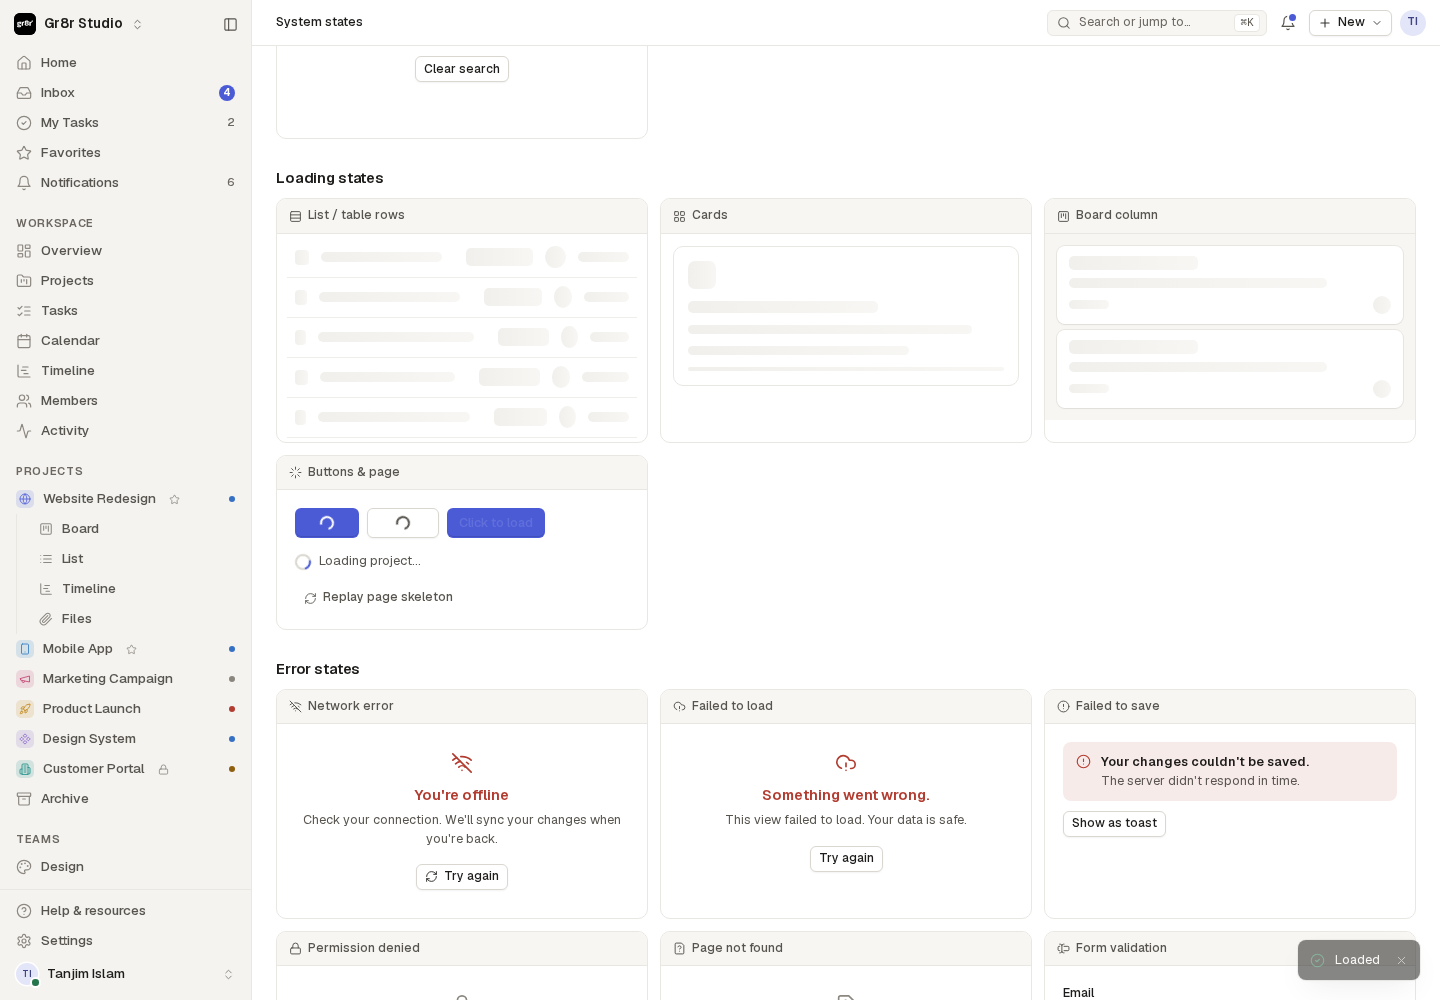 gr8r
Gr8r Studio
Home
Inbox
4
My Tasks
2
Favorites
Notifications
6
WORKSPACE
Overview
Projects
Tasks
Calendar
Timeline
Members
Activity
PROJECTS
Website Redesign
Board
List
Timeline
Files
Mobile App
Marketing Campaign
Product Launch
Design System
Customer Portal
Archive
TEAMS
Design
Help & resources
Settings
TI
Tanjim Islam
System states
Search or jump to...
⌘K
New
TI
Clear search
Loading states
List / table rows
Cards
Board column
Buttons & page
Click to load
Loading project...
Replay page skeleton
Error states
Network error
You're offline
Check your connection. We'll sync your changes when
you're back.
Try again
Failed to load
Something went wrong.
This view failed to load. Your data is safe.
Try again
Failed to save
Your changes couldn't be saved.
The server didn't respond in time.
Show as toast
Permission denied
Page not found
Form validation
Email
Loaded